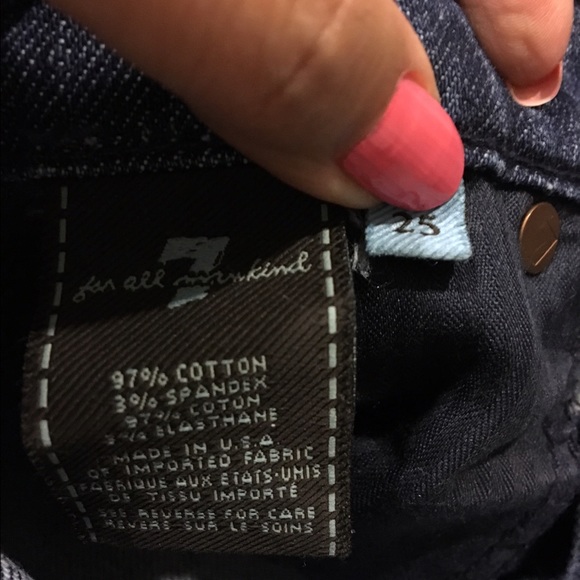 25
7
for all mankind
97% COTTON
3% SPANDEX
97% COTON
3% ELASTHANE
MADE IN U.S.A
OF IMPORTED FABRIC
FABRIQUE AUX ÉTATS-UNIS
DE TISSU IMPORTÉ
SEE REVERSE FOR CARE
REVERS SUR LE SOINS